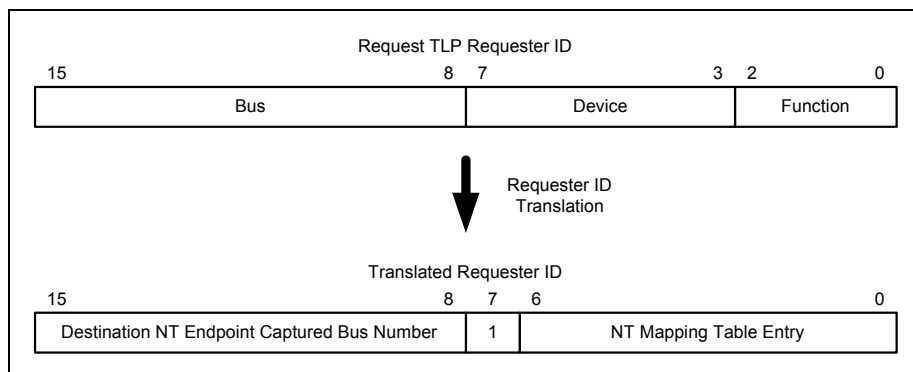 Request TLP Requester ID
15 8 7 3 2 0
Bus Device Function
Requester ID
Translation
Translated Requester ID
15 8 7 6 0
Destination NT Endpoint Captured Bus Number 1 NT Mapping Table Entry